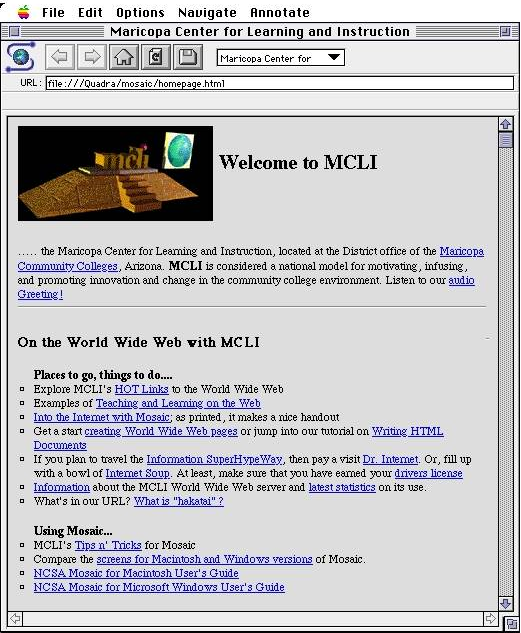 File Edit Options Navigate Annotate
Maricopa Center for Learning and Instruction
Maricopa Center for
URL: file:///Quadra/mosaic/homepage.html
mcli
Welcome to MCLI
..... the Maricopa Center for Learning and Instruction, located at the District office of the Maricopa
Community Colleges, Arizona. MCLI is considered a national model for motivating, infusing,
and promoting innovation and change in the community college environment. Listen to our audio
Greeting!
On the World Wide Web with MCLI
Places to go, things to do....
Explore MCLI's HOT Links to the World Wide Web
Examples of Teaching and Learning on the Web
Into the Internet with Mosaic; as printed, it makes a nice handout
Get a start creating World Wide Web pages or jump into our tutorial on Writing HTML
Documents
If you plan to travel the Information SuperHypeWay, then pay a visit Dr. Internet. Or, fill up
with a bowl of Internet Soup. At least, make sure that you have earned your drivers license
Information about the MCLI World Wide Web server and latest statistics on its use.
What's in our URL? What is "hakatai" ?
Using Mosaic...
MCLI's Tips n' Tricks for Mosaic
Compare the screens for Macintosh and Windows versions of Mosaic.
NCSA Mosaic for Macintosh User's Guide
NCSA Mosaic for Microsoft Windows User's Guide